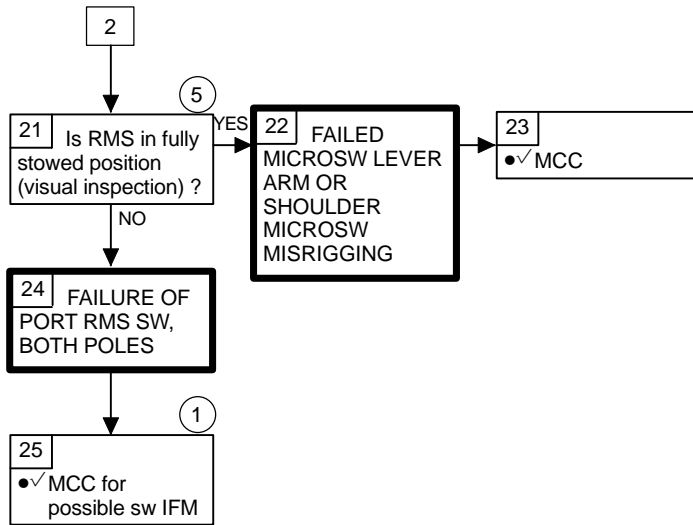 2
5
21 Is RMS in fully
stowed position
(visual inspection) ?
YES
22 FAILED
MICROSW LEVER
ARM OR
SHOULDER
MICROSW
MISRIGGING
23
●√ MCC
NO
24 FAILURE OF
PORT RMS SW,
BOTH POLES
1
25
●√ MCC for
possible sw IFM